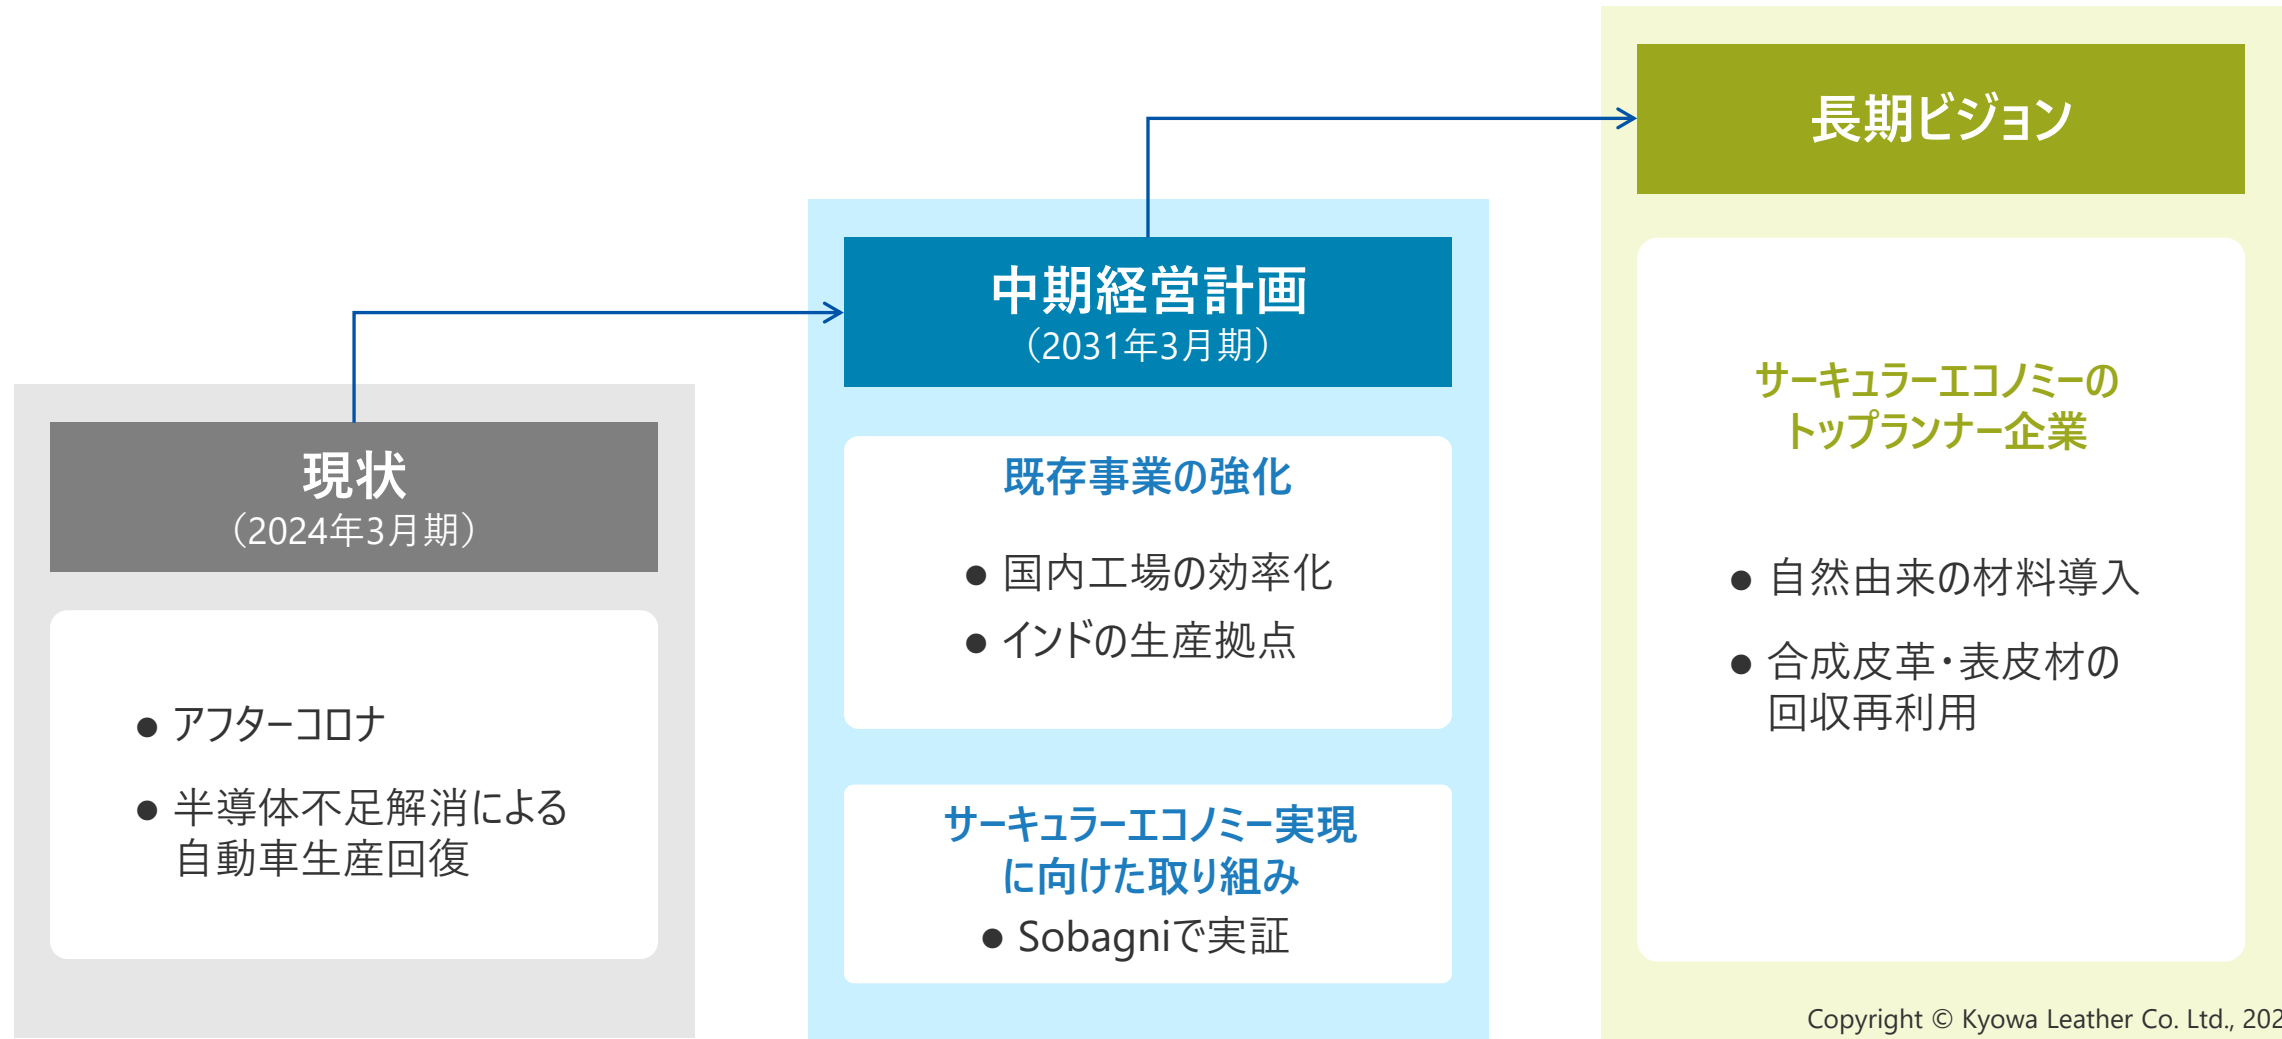 現状
（2024年3月期）
● アフターコロナ
● 半導体不足解消による
自動車生産回復
中期経営計画
（2031年3月期）
既存事業の強化
● 国内工場の効率化
● インドの生産拠点
サーキュラーエコノミー実現
に向けた取り組み
● Sobagniで実証
長期ビジョン
サーキュラーエコノミーの
トップランナー企業
● 自然由来の材料導入
● 合成皮革・表皮材の
回収再利用
Copyright © Kyowa Leather Co. Ltd., 202